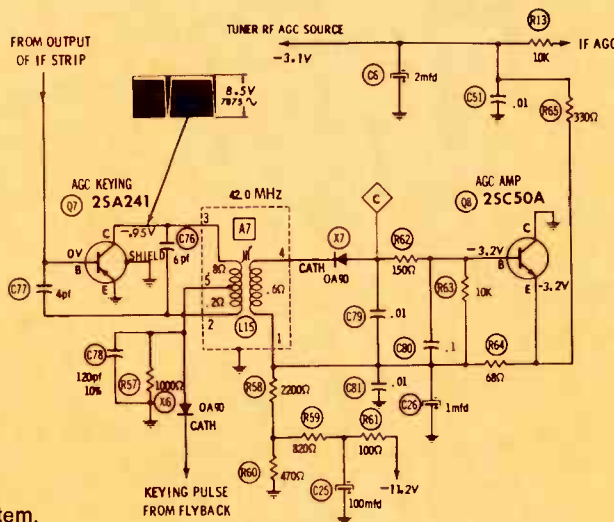 FROM OUTPUT
OF IF STRIP
TUNER RF AGC SOURCE
-3.1V
R13
10K
IF AGC
8.5V
7875~
C6
2mfd
C51
.01
R65
330Ω
AGC KEYING
Q7 2SA241
42.0 MHz
A7
C
AGC AMP
Q8 2SC50A
C
-.95V
SHIELD
C76
6pf
3
4
X7
CATH
OA90
R62
150Ω
-3.2V
B
C
E
-3.2V
0V
B
E
C77
4pf
.8Ω
5
.2Ω
.6Ω
2
1
L15
R63
10K
C79
.01
C80
.1
R64
68Ω
C78
120pf
10%
R57
1000Ω
X6
OA90
CATH
R58
2200Ω
C81
.01
C26
1mfd
R59
820Ω
R61
100Ω
R60
470Ω
C25
100mfd
-11.2V
KEYING PULSE
FROM FLYBACK
tem.